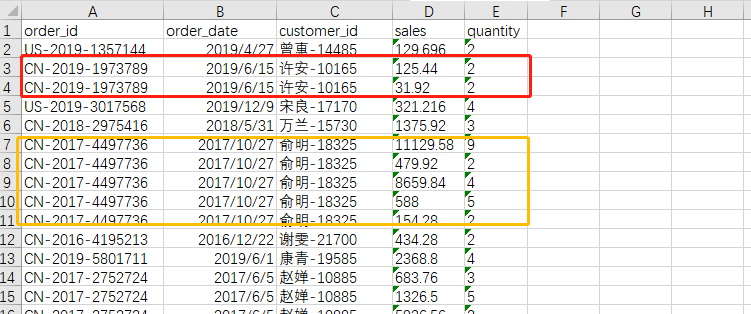 A B C D E F G H
1 order_id order_date customer_id sales quantity
2 US-2019-1357144 2019/4/27 曾惠-14485 129.696 2
3 CN-2019-1973789 2019/6/15 许安-10165 125.44 2
4 CN-2019-1973789 2019/6/15 许安-10165 31.92 2
5 US-2019-3017568 2019/12/9 宋良-17170 321.216 4
6 CN-2018-2975416 2018/5/31 万兰-15730 1375.92 3
7 CN-2017-4497736 2017/10/27 俞明-18325 11129.58 9
8 CN-2017-4497736 2017/10/27 俞明-18325 479.92 2
9 CN-2017-4497736 2017/10/27 俞明-18325 8659.84 4
10 CN-2017-4497736 2017/10/27 俞明-18325 588 5
11 CN-2017-4497736 2017/10/27 俞明-18325 154.28 2
12 CN-2016-4195213 2016/12/22 谢雯-21700 434.28 2
13 CN-2019-5801711 2019/6/1 康青-19585 2368.8 4
14 CN-2017-2752724 2017/6/5 赵婵-10885 683.76 3
15 CN-2017-2752724 2017/6/5 赵婵-10885 1326.5 5